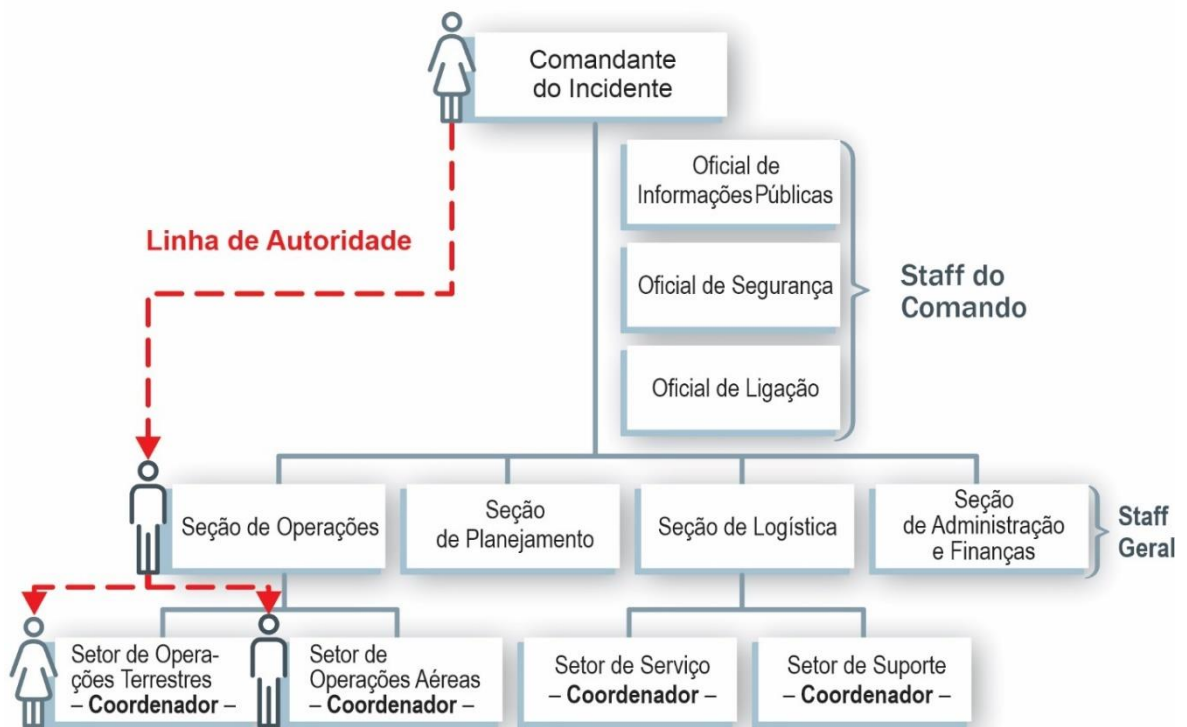 Comandante
do Incidente
Oficial de
Informações Públicas
Linha de Autoridade
Oficial de Segurança
Staff do
Comando
Oficial de Ligação
Seção de Operações
Seção
de Planejamento
Seção de Logística
Seção
de Administração
e Finanças
Staff
Geral
Setor de Opera-
ções Terrestres
– Coordenador –
Setor de
Operações Aéreas
– Coordenador –
Setor de Serviço
– Coordenador –
Setor de Suporte
– Coordenador –